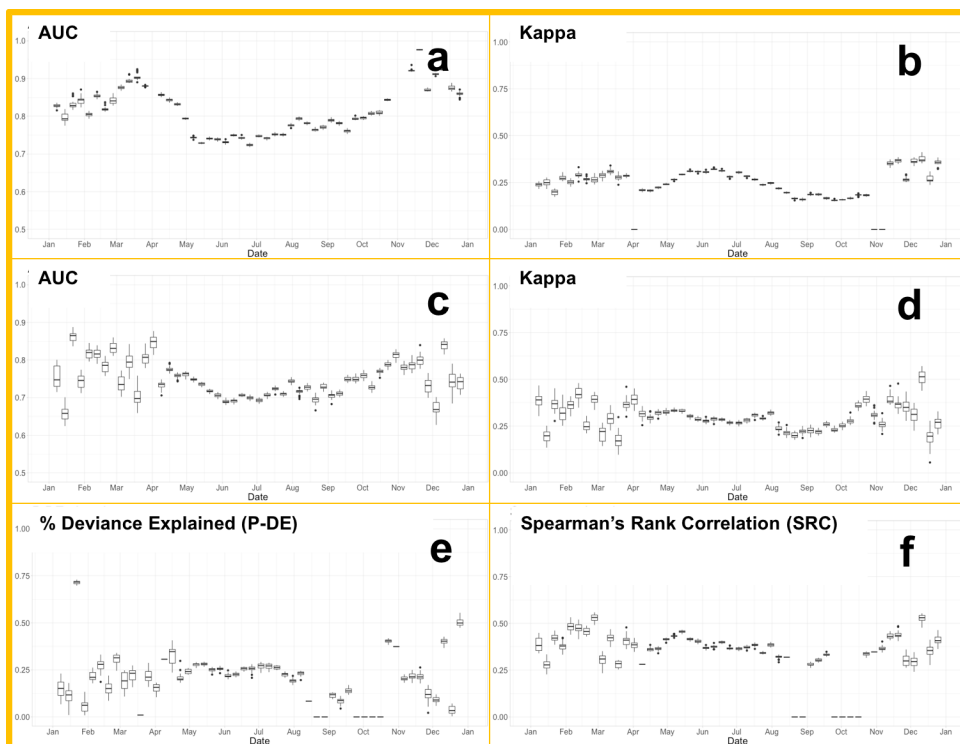 AUC
a
1.0
0.9
0.8
0.7
0.6
0.5
Jan Feb Mar Apr May Jun Jul Aug Sep Oct Nov Dec Jan
Date
Kappa
b
1.00
0.75
0.50
0.25
0.00
Jan Feb Mar Apr May Jun Jul Aug Sep Oct Nov Dec Jan
Date
AUC
c
1.0
0.9
0.8
0.7
0.6
0.5
Jan Feb Mar Apr May Jun Jul Aug Sep Oct Nov Dec Jan
Date
Kappa
d
1.00
0.75
0.50
0.25
0.00
Jan Feb Mar Apr May Jun Jul Aug Sep Oct Nov Dec Jan
Date
% Deviance Explained (P-DE)
e
1.00
0.75
0.50
0.25
0.00
Jan Feb Mar Apr May Jun Jul Aug Sep Oct Nov Dec Jan
Date
Spearman's Rank Correlation (SRC)
f
1.00
0.75
0.50
0.25
0.00
Jan Feb Mar Apr May Jun Jul Aug Sep Oct Nov Dec Jan
Date